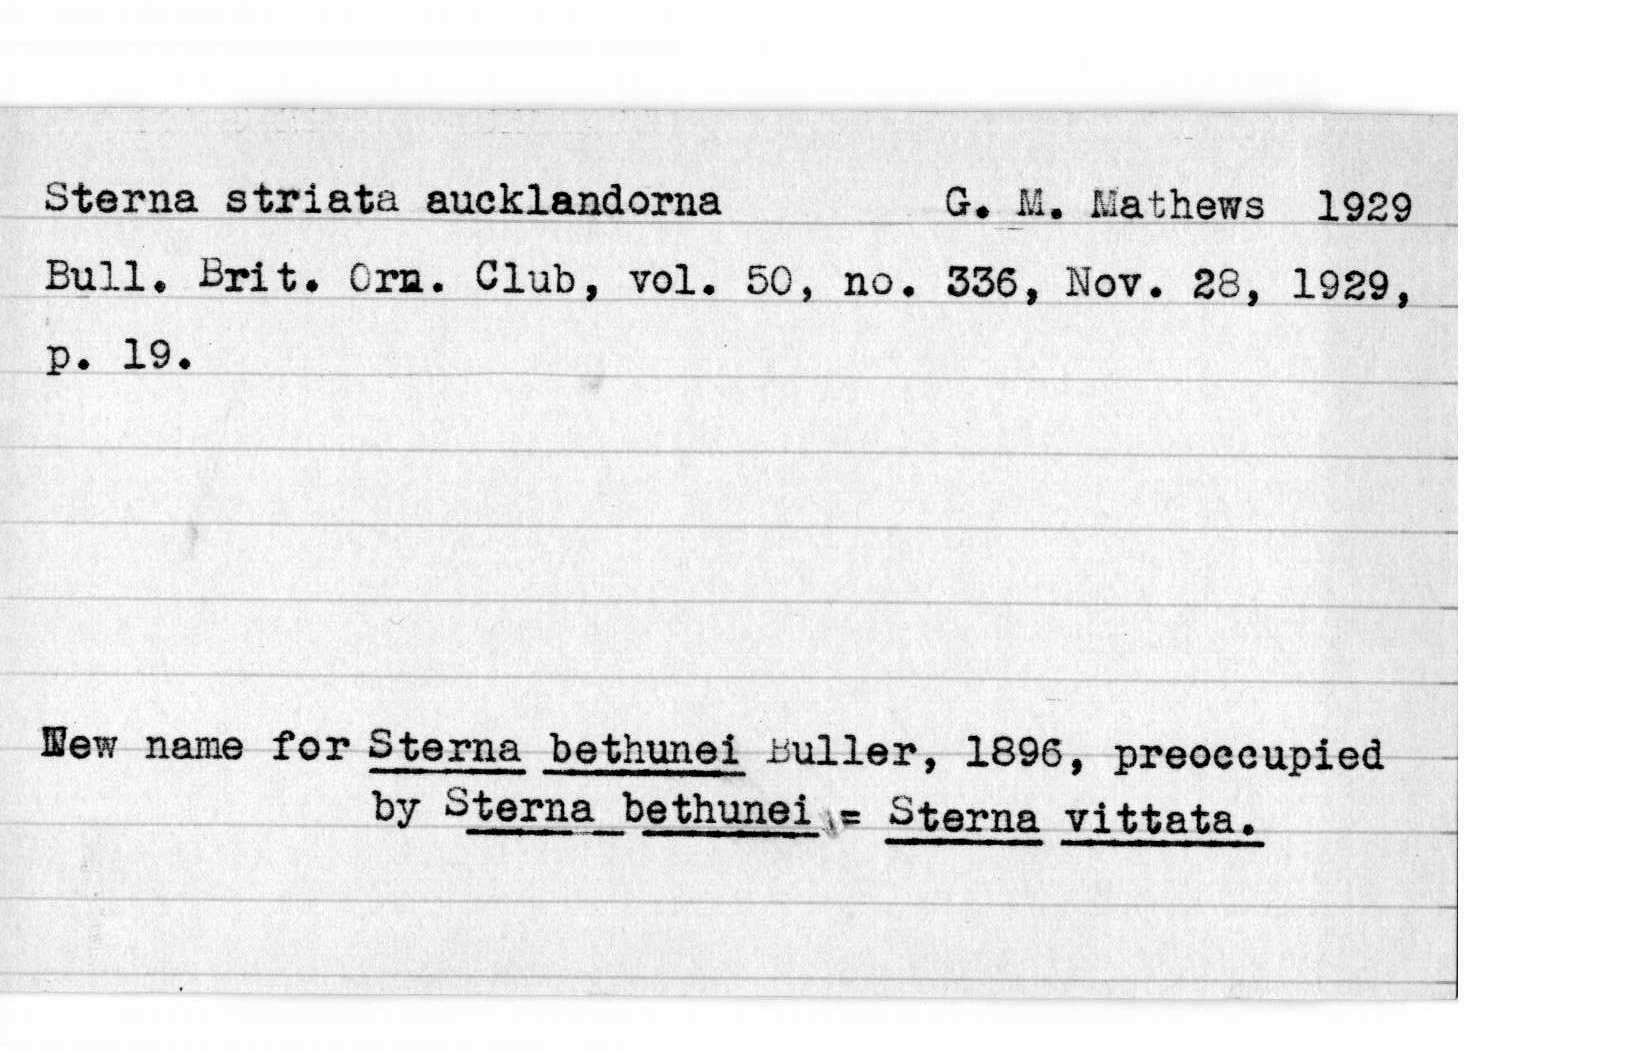 Sterna striata aucklandorna G. M. Mathews 1929
Bull. Brit. Orn. Club, vol. 50, no. 336, Nov. 28, 1929,
p. 19.
New name for Sterna bethunei Buller, 1896, preoccupied
by Sterna bethunei = Sterna vittata.